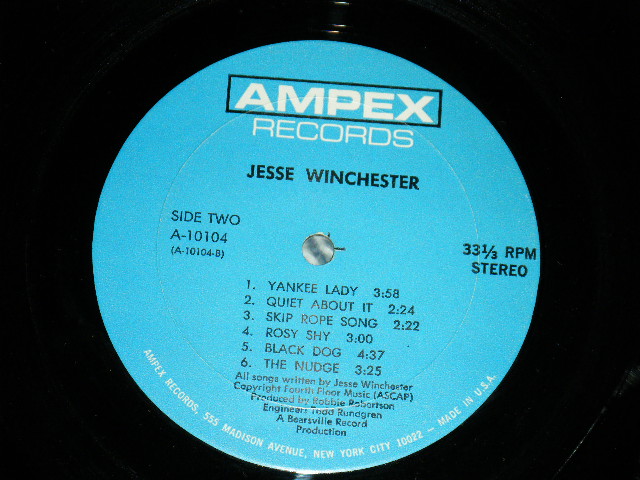 AMPEX
RECORDS
JESSE WINCHESTER
SIDE TWO
A-10104
(A-10104-B)
33⅓ RPM
STEREO
1. YANKEE LADY 3:58
2. QUIET ABOUT IT 2:24
3. SKIP ROPE SONG 2:22
4. ROSY SHY 3:00
5. BLACK DOG 4:37
6. THE NUDGE 3:25
All songs written by Jesse Winchester
Copyright Fourth Floor Music (ASCAP)
Produced by Robbie Robertson
Engineer: Todd Rundgren
A Bearsville Record
Production
AMPEX RECORDS, 555 MADISON AVENUE, NEW YORK CITY 10022 — MADE IN U.S.A.